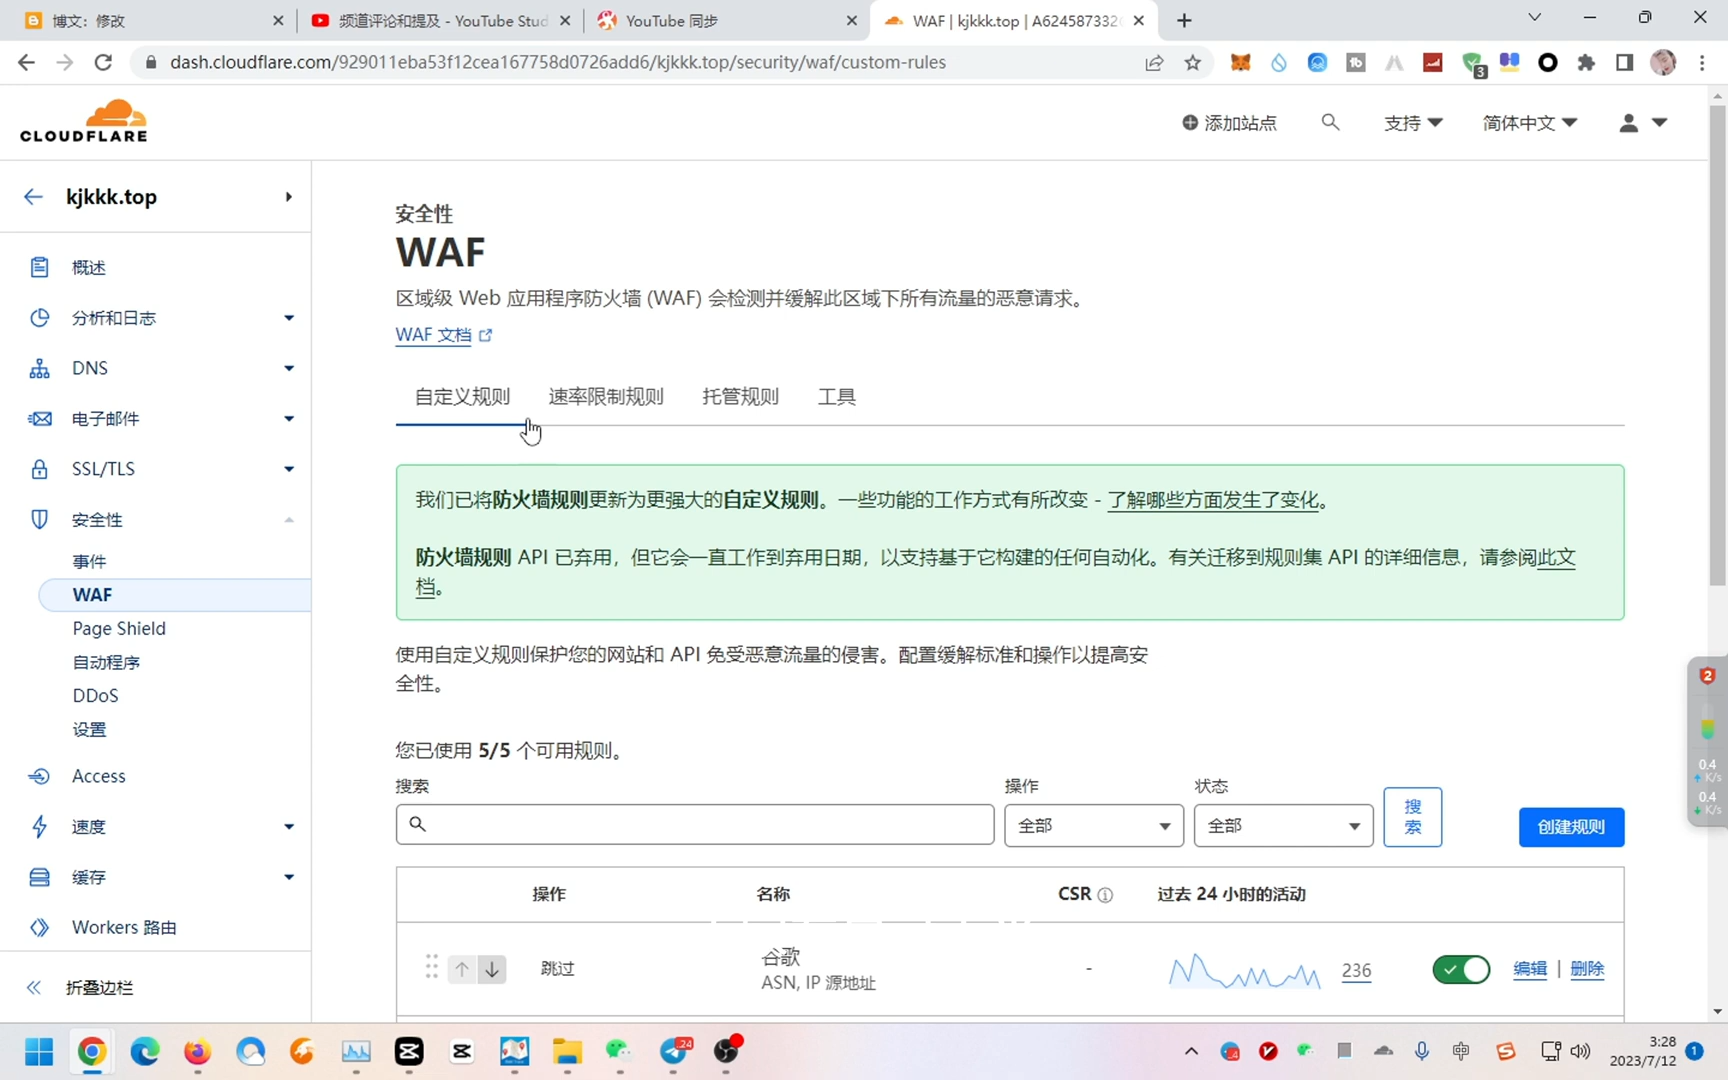 博文：修改
频道评论和提及 - YouTube Stud
YouTube 同步
WAF | kjkkk.top | A624587332
dash.cloudflare.com/929011eba53f12cea167758d0726add6/kjkkk.top/security/waf/custom-rules
3
CLOUDFLARE
添加站点
支持
简体中文
kjkkk.top
概述
分析和日志
DNS
电子邮件
SSL/TLS
安全性
事件
WAF
Page Shield
自动程序
DDoS
设置
Access
速度
缓存
Workers 路由
折叠边栏
安全性
WAF
区域级 Web 应用程序防火墙 (WAF) 会检测并缓解此区域下所有流量的恶意请求。
WAF 文档
自定义规则 速率限制规则 托管规则 工具
我们已将防火墙规则更新为更强大的自定义规则。一些功能的工作方式有所改变 - 了解哪些方面发生了变化。
防火墙规则 API 已弃用，但它会一直工作到弃用日期，以支持基于它构建的任何自动化。有关迁移到规则集 API 的详细信息，请参阅此文
档。
使用自定义规则保护您的网站和 API 免受恶意流量的侵害。配置缓解标准和操作以提高安
全性。
您已使用 5/5 个可用规则。
搜索 操作 状态
全部 全部 搜
索
创建规则
操作 名称 CSR 过去 24 小时的活动
跳过 谷歌 - 236 编辑 | 删除
ASN, IP 源地址
2
0.4
K/s
0.4
K/s
24
中
3:28
2023/7/12
1